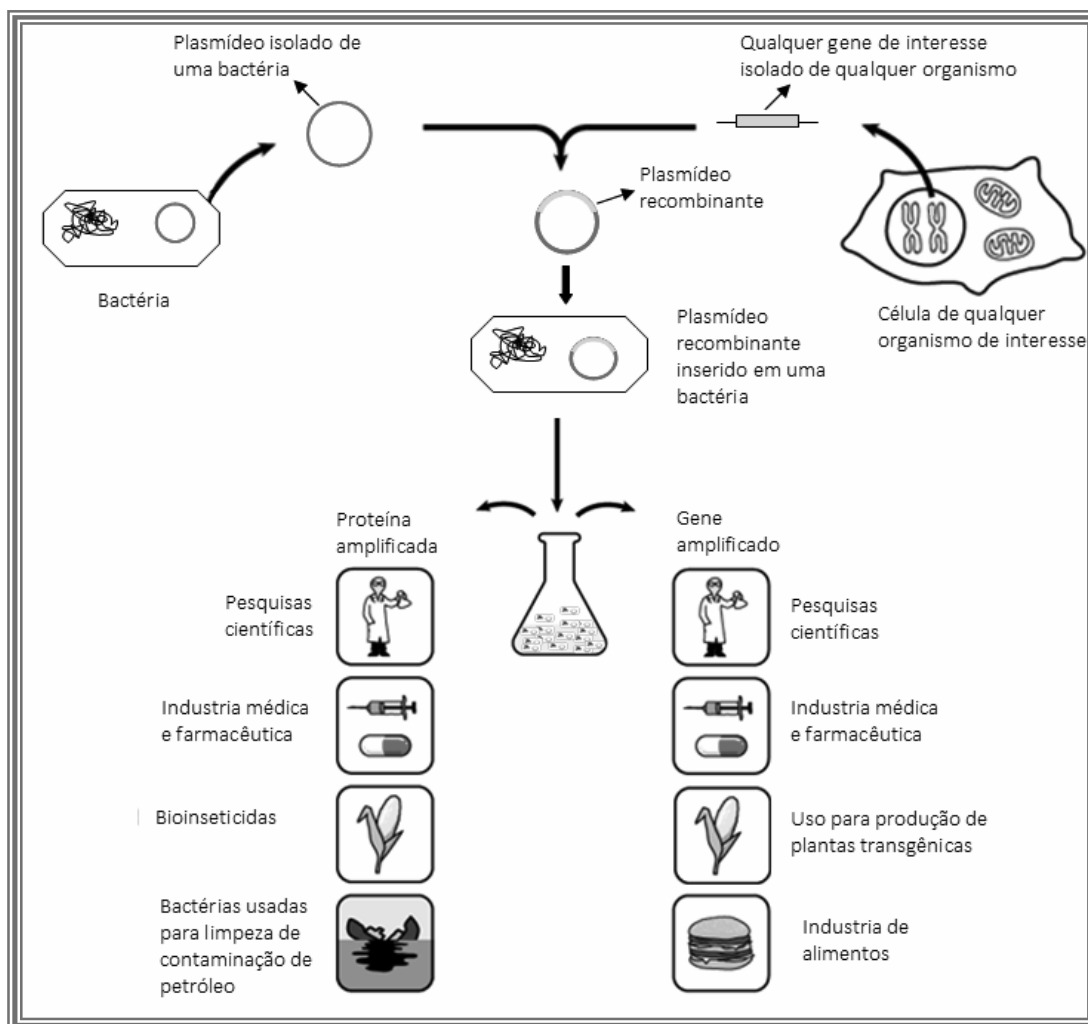 Plasmídeo isolado de
uma bactéria
Qualquer gene de interesse
isolado de qualquer organismo
Plasmídeo
recombinante
Bactéria
Célula de qualquer
organismo de interesse
Plasmídeo
recombinante
inserido em uma
bactéria
Proteína
amplificada
Gene
amplificado
Pesquisas
científicas
Pesquisas
científicas
Industria médica
e farmacêutica
Industria médica
e farmacêutica
Bioinseticidas
Uso para produção de
plantas transgênicas
Bactérias usadas
para limpeza de
contaminação de
petróleo
Industria de
alimentos